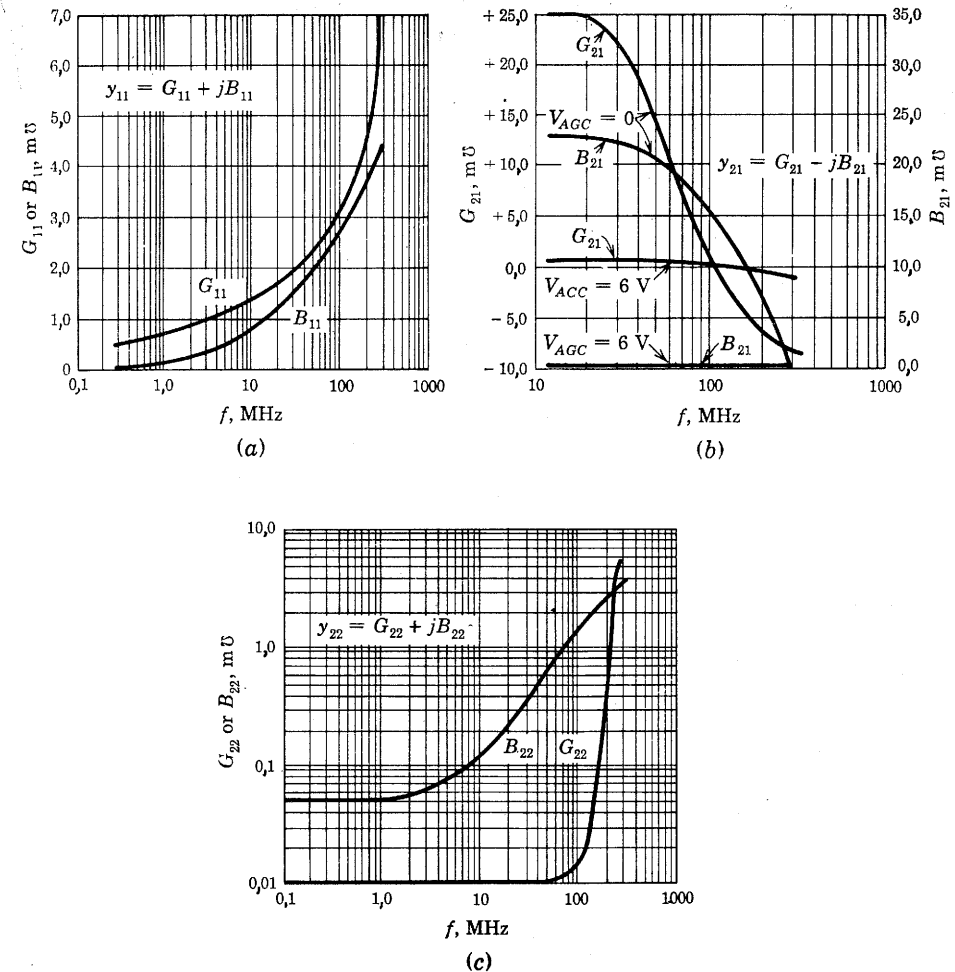 7,0
6,0
5,0
4,0
3,0
2,0
1,0
0
G₁₁ or B₁₁, m℧
y₁₁ = G₁₁ + jB₁₁
G₁₁
B₁₁
0,1 1,0 10 100 1000
f, MHz
(a)
+ 25,0
+ 20,0
+ 15,0
+ 10,0
+ 5,0
0,0
− 5,0
− 10,0
G₂₁, m℧
G₂₁
V_AGC = 0
B₂₁
y₂₁ = G₂₁ − jB₂₁
G₂₁
V_ACC = 6 V
V_AGC = 6 V
B₂₁
35,0
30,0
25,0
20,0
15,0
10,0
5,0
0,0
B₂₁, m℧
10 100 1000
f, MHz
(b)
10,0
1,0
0,1
0,01
G₂₂ or B₂₂, m℧
y₂₂ = G₂₂ + jB₂₂
B₂₂ G₂₂
0,1 1,0 10 100 1000
f, MHz
(c)